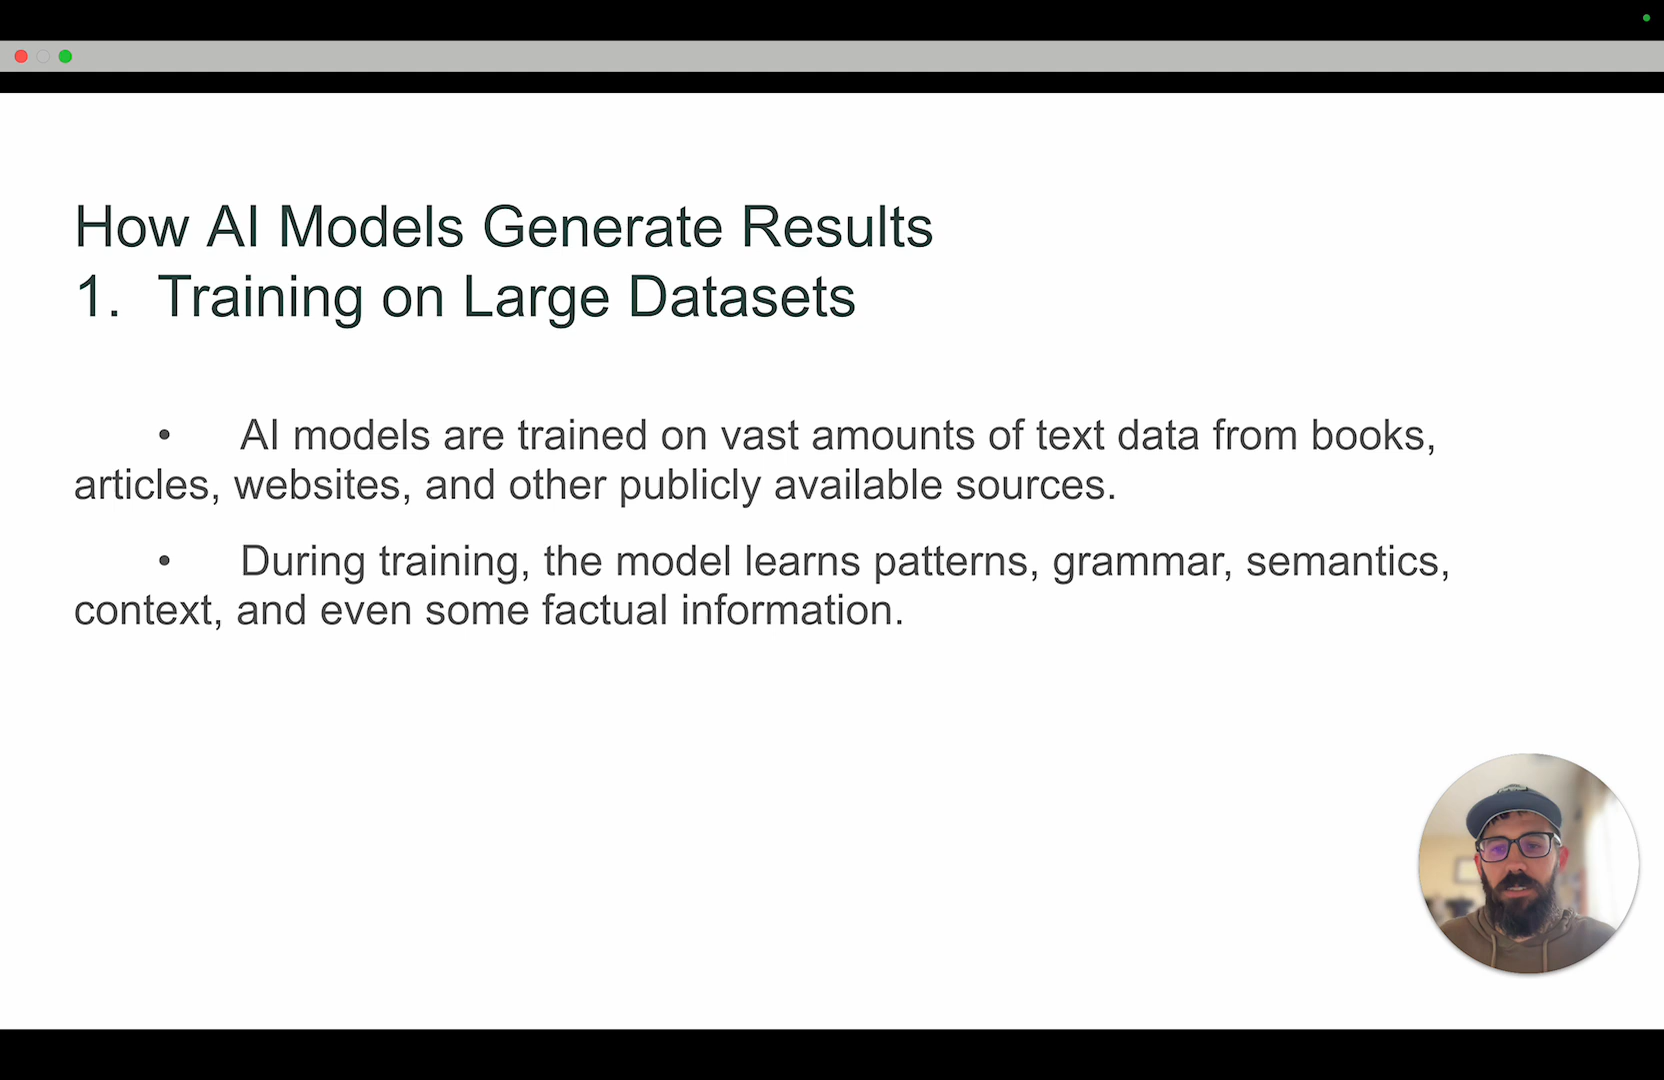 How AI Models Generate Results
1. Training on Large Datasets
• AI models are trained on vast amounts of text data from books,
articles, websites, and other publicly available sources.
• During training, the model learns patterns, grammar, semantics,
context, and even some factual information.